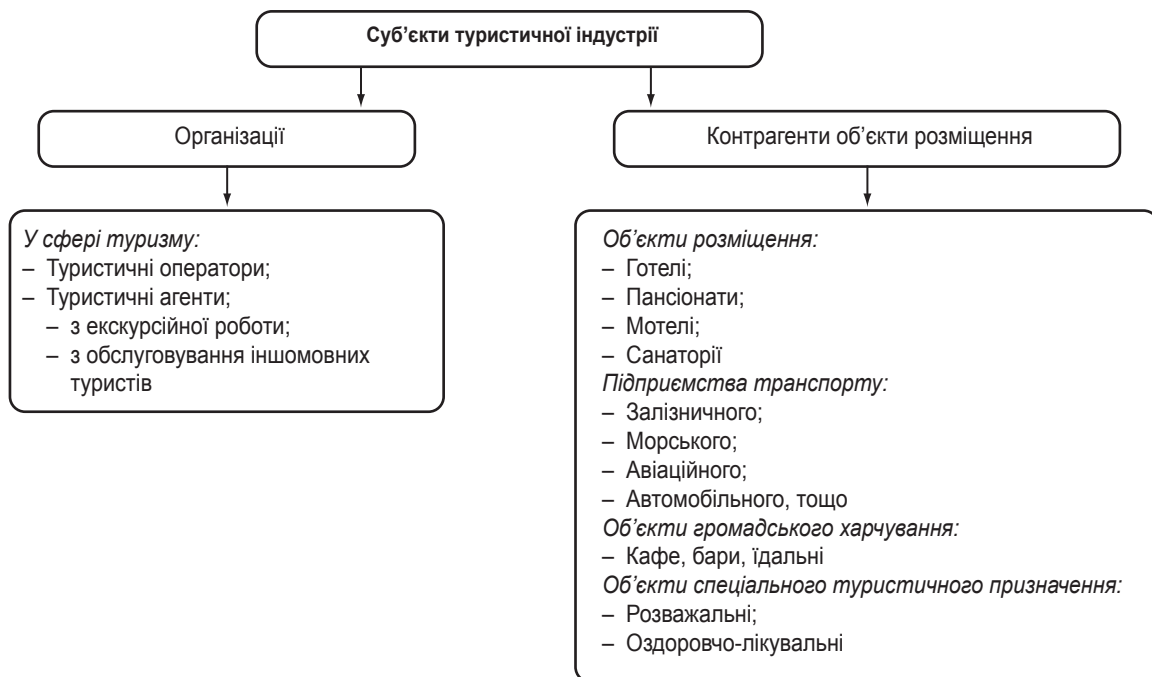 Суб’єкти туристичної індустрії
Організації
Контрагенти об’єкти розміщення
У сфері туризму:
– Туристичні оператори;
– Туристичні агенти;
– з екскурсійної роботи;
– з обслуговування іншомовних
туристів
Об’єкти розміщення:
– Готелі;
– Пансіонати;
– Мотелі;
– Санаторії
Підприємства транспорту:
– Залізничного;
– Морського;
– Авіаційного;
– Автомобільного, тощо
Об’єкти громадського харчування:
– Кафе, бари, їдальні
Об’єкти спеціального туристичного призначення:
– Розважальні;
– Оздоровчо-лікувальні